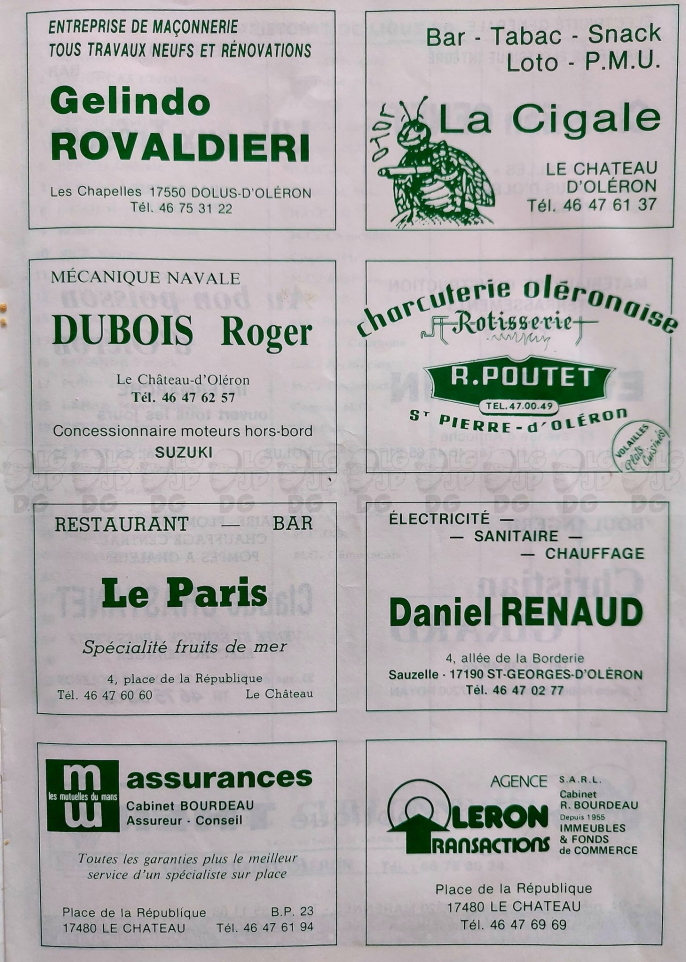 ENTREPRISE DE MAÇONNERIE
TOUS TRAVAUX NEUFS ET RÉNOVATIONS
Gelindo
ROVALDIERI
Les Chapelles 17550 DOLUS-D'OLÉRON
Tél. 46 75 31 22
Bar - Tabac - Snack
Loto - P.M.U.
La Cigale
LE CHATEAU
D'OLÉRON
Tél. 46 47 61 37
MÉCANIQUE NAVALE
DUBOIS Roger
Le Château-d'Oléron
Tél. 46 47 62 57
Concessionnaire moteurs hors-bord
SUZUKI
charcuterie oléronaise
Rotisserie
R. POUTET
TEL. 47.00.49
ST PIERRE-d'OLÉRON
VOLAILLES
Plats Cuisinés
RESTAURANT — BAR
Le Paris
Spécialité fruits de mer
4, place de la République
Tél. 46 47 60 60 Le Château
ÉLECTRICITÉ —
— SANITAIRE —
— CHAUFFAGE
Daniel RENAUD
4, allée de la Borderie
Sauzelle - 17190 ST-GEORGES-D'OLÉRON
Tél. 46 47 02 77
les mutuelles du mans
assurances
Cabinet BOURDEAU
Assureur - Conseil
Toutes les garanties plus le meilleur
service d'un spécialiste sur place
Place de la République B.P. 23
17480 LE CHATEAU Tél. 46 47 61 94
AGENCE
OLERON
TRANSACTIONS
S.A.R.L.
Cabinet
R. BOURDEAU
Depuis 1955
IMMEUBLES
& FONDS
de COMMERCE
Place de la République
17480 LE CHATEAU
Tél. 46 47 69 69